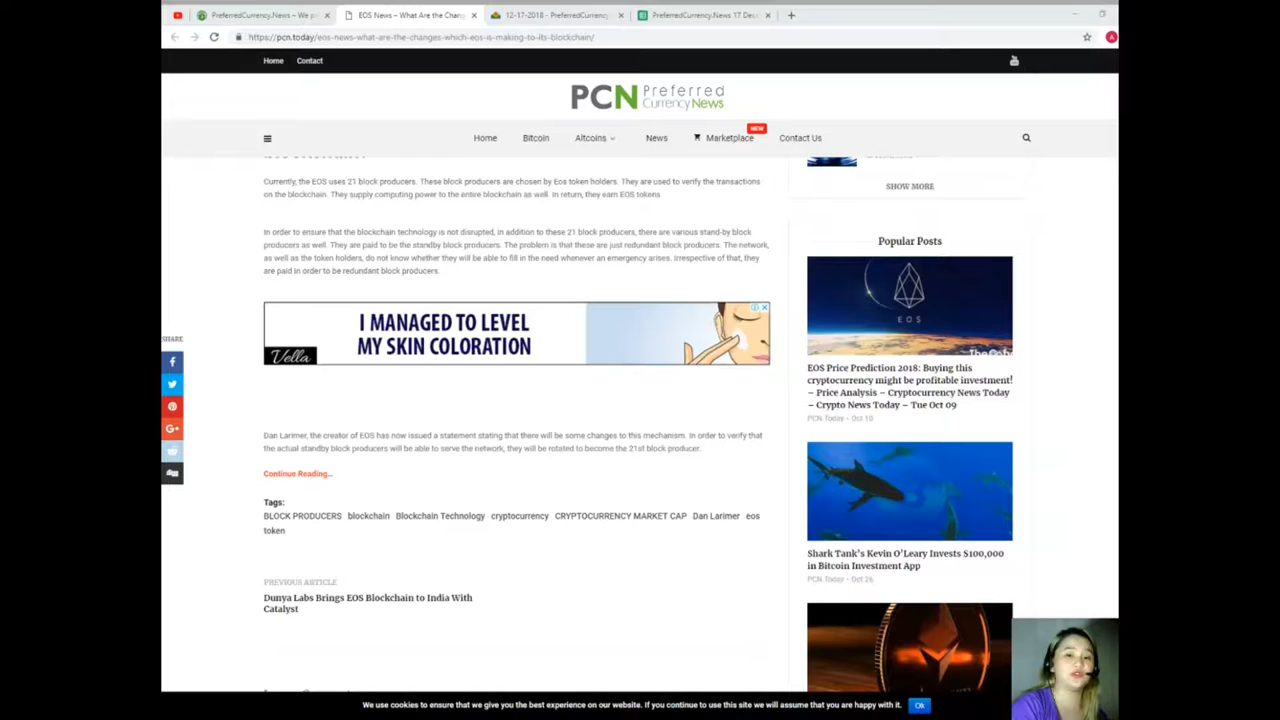 PreferredCurrency.News – We pr
EOS News – What Are the Chang
12-17-2018 - PreferredCurrency
PreferredCurrency.News 17 Dec
https://pcn.today/eos-news-what-are-the-changes-which-eos-is-making-to-its-blockchain/
A
Home Contact
PCN Preferred
Currency News
Home Bitcoin Altcoins News Marketplace NEW Contact Us
Currently, the EOS uses 21 block producers. These block producers are chosen by Eos token holders. They are used to verify the transactions
on the blockchain. They supply computing power to the entire blockchain as well. In return, they earn EOS tokens
In order to ensure that the blockchain technology is not disrupted, in addition to these 21 block producers, there are various stand-by block
producers as well. They are paid to be the standby block producers. The problem is that these are just redundant block producers. The network,
as well as the token holders, do not know whether they will be able to fill in the need whenever an emergency arises. Irrespective of that, they
are paid in order to be redundant block producers.
I MANAGED TO LEVEL
MY SKIN COLORATION
Vella
SHARE
Dan Larimer, the creator of EOS has now issued a statement stating that there will be some changes to this mechanism. In order to verify that
the actual standby block producers will be able to serve the network, they will be rotated to become the 21st block producer.
Continue Reading...
Tags:
BLOCK PRODUCERS blockchain Blockchain Technology cryptocurrency CRYPTOCURRENCY MARKET CAP Dan Larimer eos
token
PREVIOUS ARTICLE
Dunya Labs Brings EOS Blockchain to India With
Catalyst
SHOW MORE
Popular Posts
EOS
EOS Price Prediction 2018: Buying this
cryptocurrency might be profitable investment!
– Price Analysis – Cryptocurrency News Today
– Crypto News Today – Tue Oct 09
PCN Today - Oct 10
Shark Tank's Kevin O'Leary Invests $100,000
in Bitcoin Investment App
PCN Today - Oct 26
We use cookies to ensure that we give you the best experience on our website. If you continue to use this site we will assume that you are happy with it. Ok